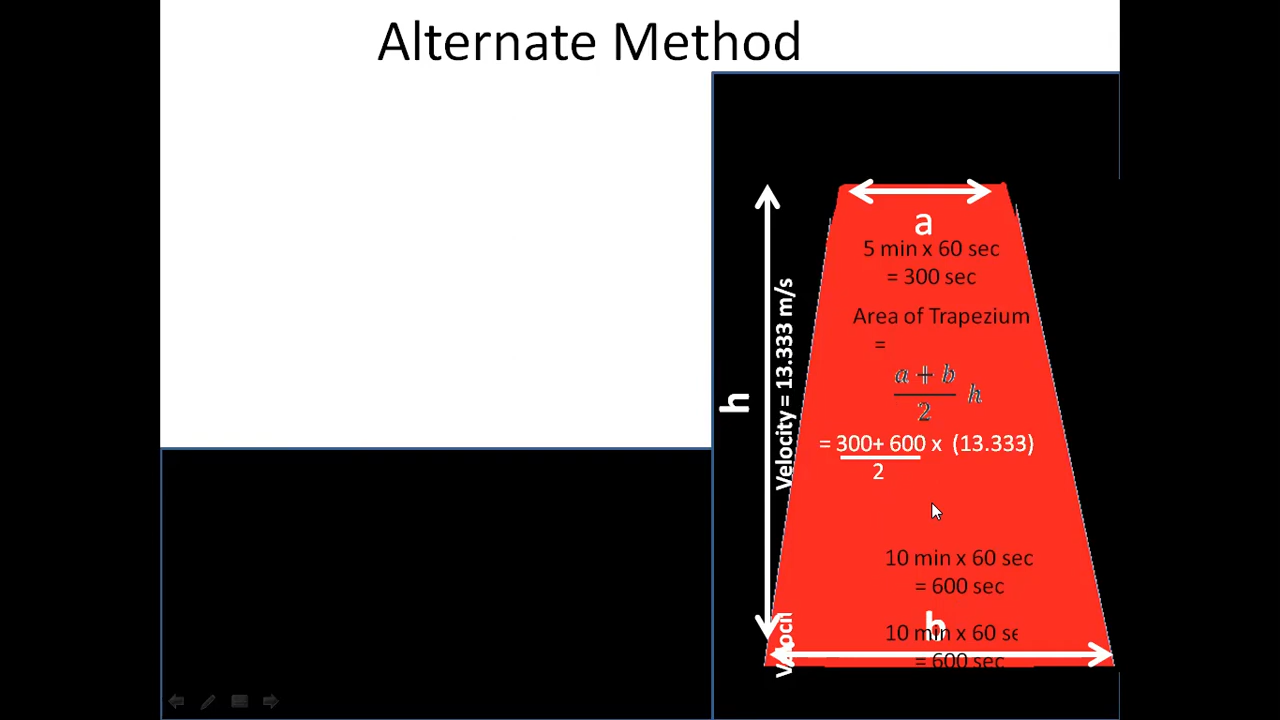 Alternate Method
a
5 min x 60 sec
= 300 sec
Area of Trapezium
=
a + b
2
h
= 300+ 600 x (13.333)
2
h
Velocity = 13.333 m/s
10 min x 60 sec
= 600 sec
b
10 min x 60 se
= 600 sec
Veloci